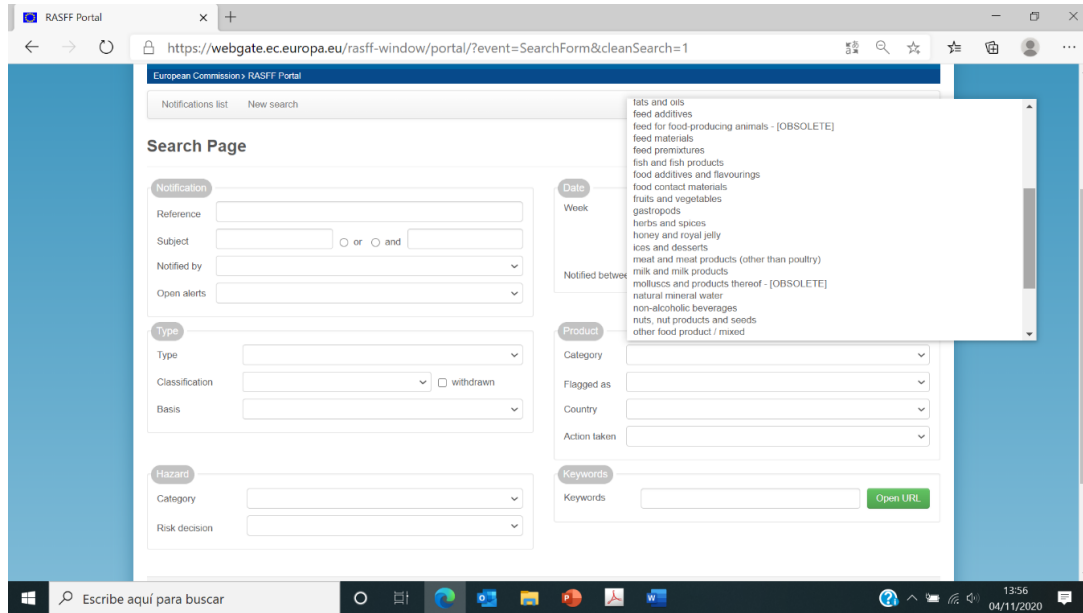 RASFF Portal
https://webgate.ec.europa.eu/rasff-window/portal/?event=SearchForm&cleanSearch=1
European Commission > RASFF Portal
Notifications list New search
Search Page
Notification
Reference
Subject or and
Notified by
Open alerts
Date
Week
Notified betwee
fats and oils
feed additives
feed for food-producing animals - [OBSOLETE]
feed materials
feed premixtures
fish and fish products
food additives and flavourings
food contact materials
fruits and vegetables
gastropods
herbs and spices
honey and royal jelly
ices and desserts
meat and meat products (other than poultry)
milk and milk products
molluscs and products thereof - [OBSOLETE]
natural mineral water
non-alcoholic beverages
nuts, nut products and seeds
other food product / mixed
Type
Type
Classification withdrawn
Basis
Product
Category
Flagged as
Country
Action taken
Hazard
Category
Risk decision
Keywords
Keywords Open URL
Escribe aquí para buscar
13:56
04/11/2020